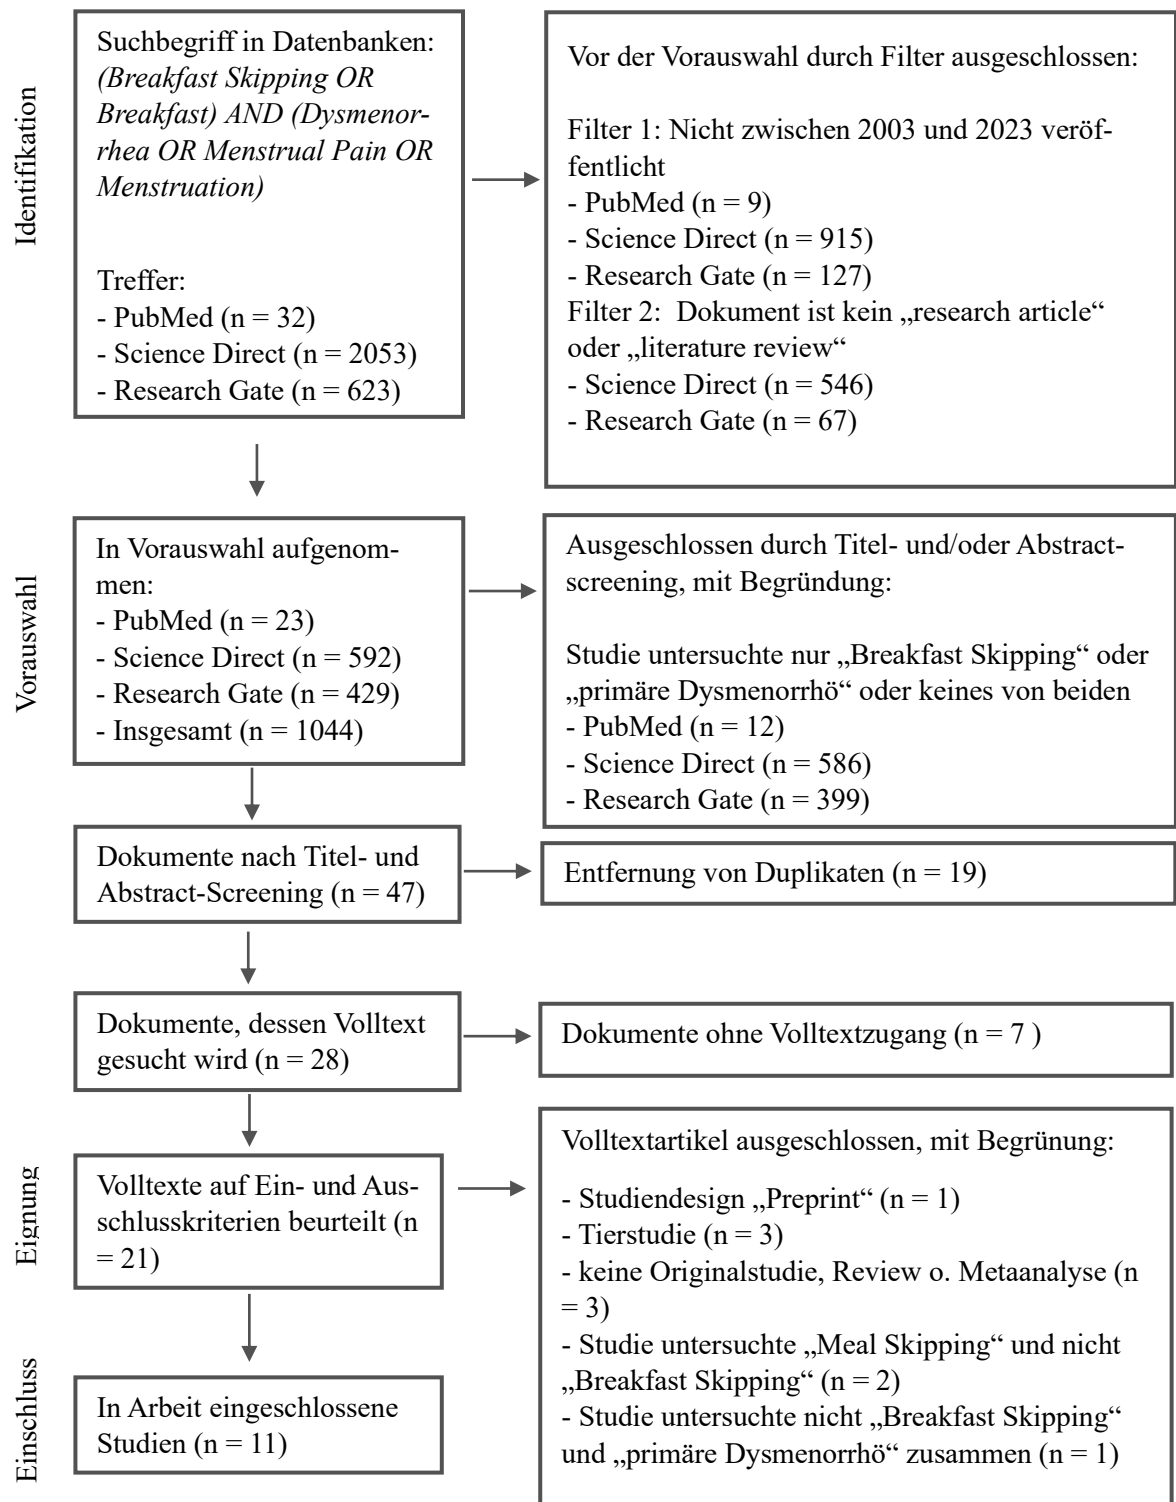 Identifikation
Suchbegriff in Datenbanken:
(Breakfast Skipping OR
Breakfast) AND (Dysmenor-
rhea OR Menstrual Pain OR
Menstruation)
Treffer:
- PubMed (n = 32)
- Science Direct (n = 2053)
- Research Gate (n = 623)
Vor der Vorauswahl durch Filter ausgeschlossen:
Filter 1: Nicht zwischen 2003 und 2023 veröf-
fentlicht
- PubMed (n = 9)
- Science Direct (n = 915)
- Research Gate (n = 127)
Filter 2:  Dokument ist kein „research article“
oder „literature review“
- Science Direct (n = 546)
- Research Gate (n = 67)
Vorauswahl
In Vorauswahl aufgenom-
men:
- PubMed (n = 23)
- Science Direct (n = 592)
- Research Gate (n = 429)
- Insgesamt (n = 1044)
Ausgeschlossen durch Titel- und/oder Abstract-
screening, mit Begründung:
Studie untersuchte nur „Breakfast Skipping“ oder
„primäre Dysmenorrhö“ oder keines von beiden
- PubMed (n = 12)
- Science Direct (n = 586)
- Research Gate (n = 399)
Dokumente nach Titel- und
Abstract-Screening (n = 47)
Entfernung von Duplikaten (n = 19)
Dokumente, dessen Volltext
gesucht wird (n = 28)
Dokumente ohne Volltextzugang (n = 7 )
Eignung
Volltexte auf Ein- und Aus-
schlusskriterien beurteilt (n
= 21)
Volltextartikel ausgeschlossen, mit Begrünung:
- Studiendesign „Preprint“ (n = 1)
- Tierstudie (n = 3)
- keine Originalstudie, Review o. Metaanalyse (n
= 3)
- Studie untersuchte „Meal Skipping“ und nicht
„Breakfast Skipping“ (n = 2)
- Studie untersuchte nicht „Breakfast Skipping“
und „primäre Dysmenorrhö“ zusammen (n = 1)
Einschluss
In Arbeit eingeschlossene
Studien (n = 11)